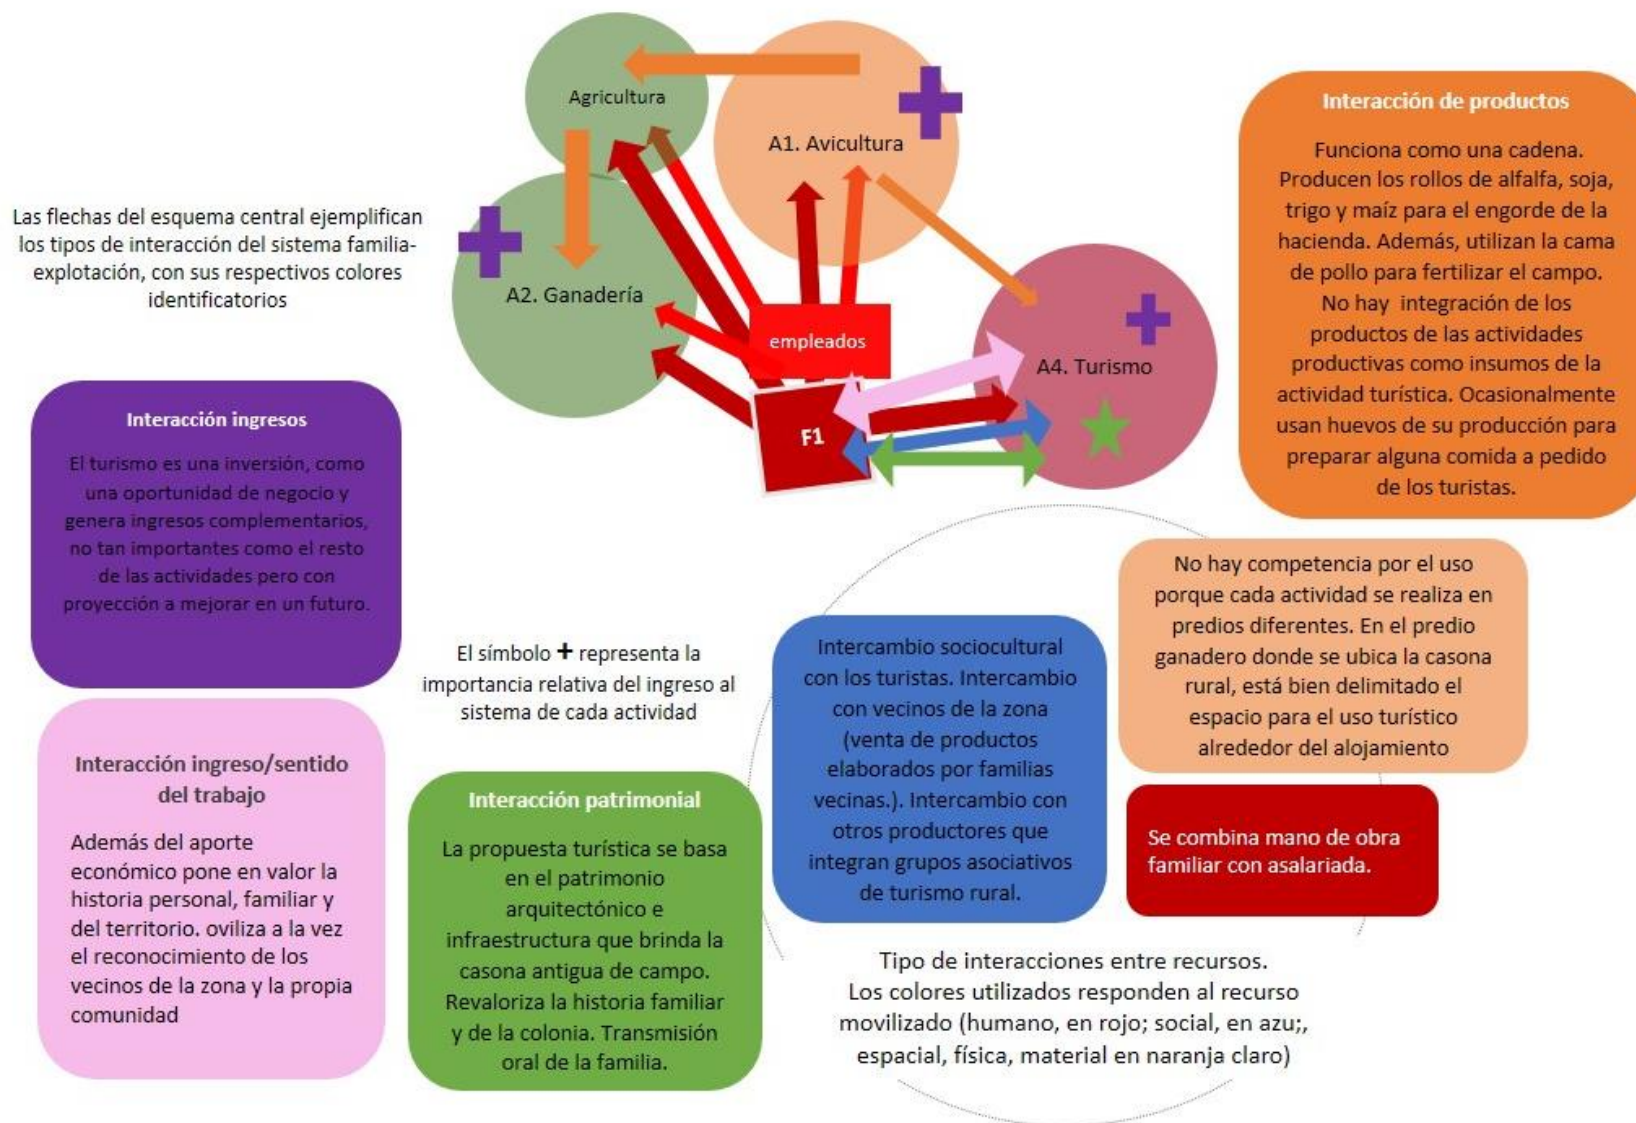 Agricultura
A1. Avicultura
A2. Ganadería
empleados
A4. Turismo
F1
Las flechas del esquema central ejemplifican
los tipos de interacción del sistema familia-
explotación, con sus respectivos colores
identificatorios
Interacción de productos
Funciona como una cadena.
Producen los rollos de alfalfa, soja,
trigo y maíz para el engorde de la
hacienda. Además, utilizan la cama
de pollo para fertilizar el campo.
No hay integración de los
productos de las actividades
productivas como insumos de la
actividad turística. Ocasionalmente
usan huevos de su producción para
preparar alguna comida a pedido
de los turistas.
Interacción ingresos
El turismo es una inversión, como
una oportunidad de negocio y
genera ingresos complementarios,
no tan importantes como el resto
de las actividades pero con
proyección a mejorar en un futuro.
El símbolo + representa la
importancia relativa del ingreso al
sistema de cada actividad
Interacción ingreso/sentido
del trabajo
Además del aporte
económico pone en valor la
historia personal, familiar y
del territorio. oviliza a la vez
el reconocimiento de los
vecinos de la zona y la propia
comunidad
Interacción patrimonial
La propuesta turística se basa
en el patrimonio
arquitectónico e
infraestructura que brinda la
casona antigua de campo.
Revaloriza la historia familiar
y de la colonia. Transmisión
oral de la familia.
Intercambio sociocultural
con los turistas. Intercambio
con vecinos de la zona
(venta de productos
elaborados por familias
vecinas.). Intercambio con
otros productores que
integran grupos asociativos
de turismo rural.
No hay competencia por el uso
porque cada actividad se realiza en
predios diferentes. En el predio
ganadero donde se ubica la casona
rural, está bien delimitado el
espacio para el uso turístico
alrededor del alojamiento
Se combina mano de obra
familiar con asalariada.
Tipo de interacciones entre recursos.
Los colores utilizados responden al recurso
movilizado (humano, en rojo; social, en azu;,
espacial, física, material en naranja claro)